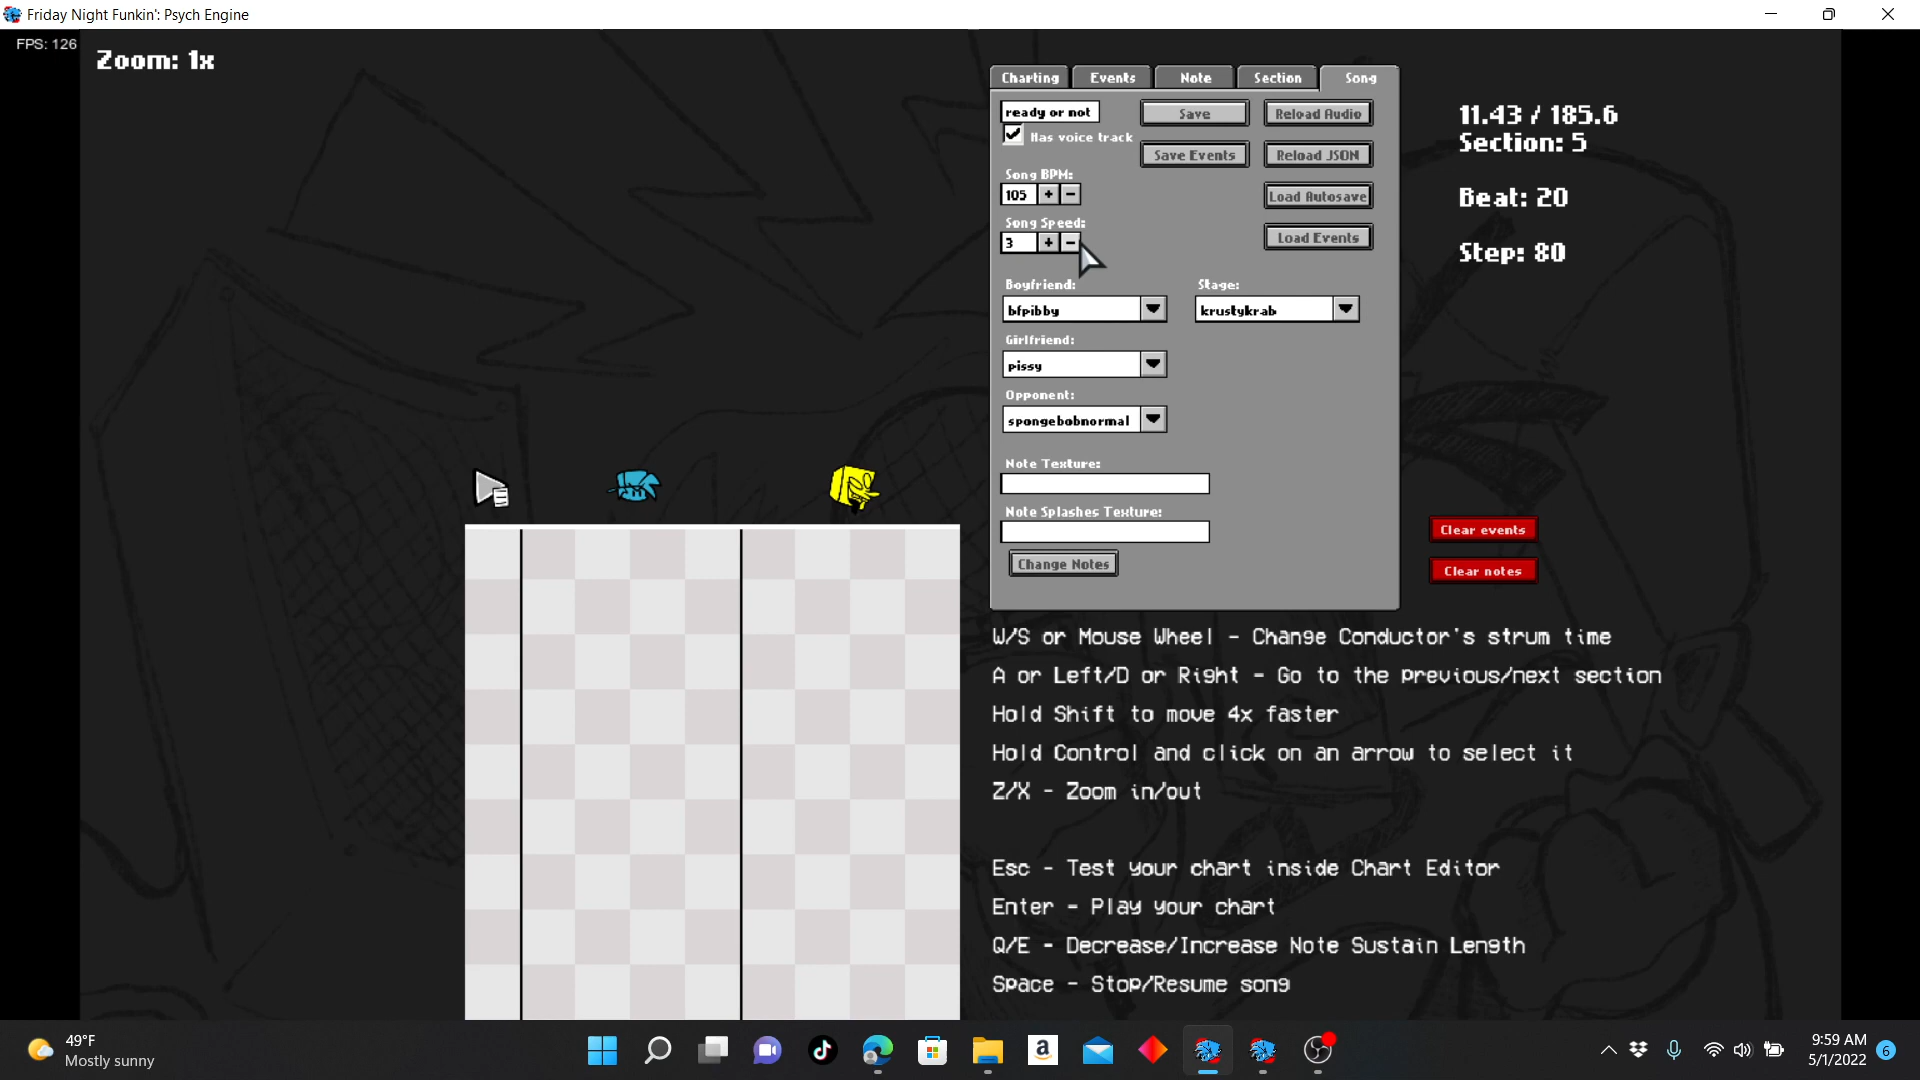 Friday Night Funkin': Psych Engine
FPS: 126
Zoom: 1x
Charting Events Note Section Song
ready or not Save Reload Audio
Has voice track
Save Events Reload JSON
Song BPM:
105 + - Load Autosave
Song Speed:
3 + - Load Events
Boyfriend: Stage:
bfpibby krustykrab
Girlfriend:
pissy
Opponent:
spongebobnormal
Note Texture:
Note Splashes Texture:
Change Notes
11.43 / 185.6
Section: 5
Beat: 20
Step: 80
Clear events
Clear notes
W/S or Mouse Wheel - Change Conductor's strum time
A or Left/D or Right - Go to the previous/next section
Hold Shift to move 4x faster
Hold Control and click on an arrow to select it
Z/X - Zoom in/out
Esc - Test your chart inside Chart Editor
Enter - Play your chart
Q/E - Decrease/Increase Note Sustain Length
Space - Stop/Resume song
49°F
Mostly sunny
a
9:59 AM
5/1/2022
6